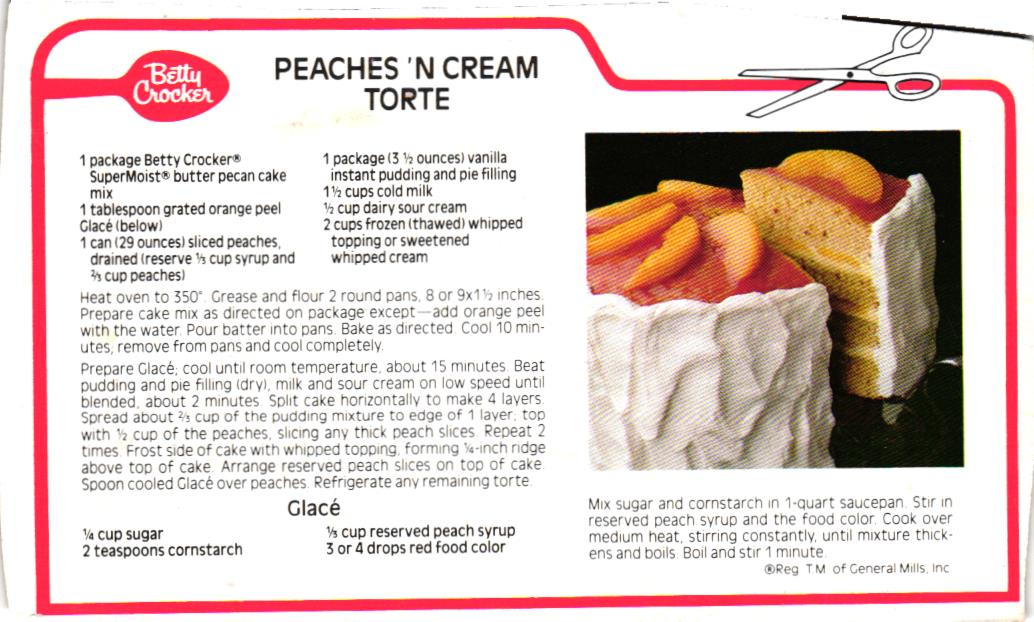 Betty
Crocker
PEACHES 'N CREAM
TORTE
1 package Betty Crocker®
SuperMoist® butter pecan cake
mix
1 tablespoon grated orange peel
Glacé (below)
1 can (29 ounces) sliced peaches,
drained (reserve ⅓ cup syrup and
⅔ cup peaches)
1 package (3 ½ ounces) vanilla
instant pudding and pie filling
1½ cups cold milk
½ cup dairy sour cream
2 cups frozen (thawed) whipped
topping or sweetened
whipped cream
Heat oven to 350°. Grease and flour 2 round pans, 8 or 9x1½ inches.
Prepare cake mix as directed on package except—add orange peel
with the water. Pour batter into pans. Bake as directed. Cool 10 min-
utes; remove from pans and cool completely.
Prepare Glacé; cool until room temperature, about 15 minutes. Beat
pudding and pie filling (dry), milk and sour cream on low speed until
blended, about 2 minutes. Split cake horizontally to make 4 layers.
Spread about ⅔ cup of the pudding mixture to edge of 1 layer; top
with ½ cup of the peaches, slicing any thick peach slices. Repeat 2
times. Frost side of cake with whipped topping, forming ¼-inch ridge
above top of cake. Arrange reserved peach slices on top of cake.
Spoon cooled Glacé over peaches. Refrigerate any remaining torte.
Glacé
¼ cup sugar
2 teaspoons cornstarch
⅓ cup reserved peach syrup
3 or 4 drops red food color
Mix sugar and cornstarch in 1-quart saucepan. Stir in
reserved peach syrup and the food color. Cook over
medium heat, stirring constantly, until mixture thick-
ens and boils. Boil and stir 1 minute.
®Reg. T.M. of General Mills, Inc